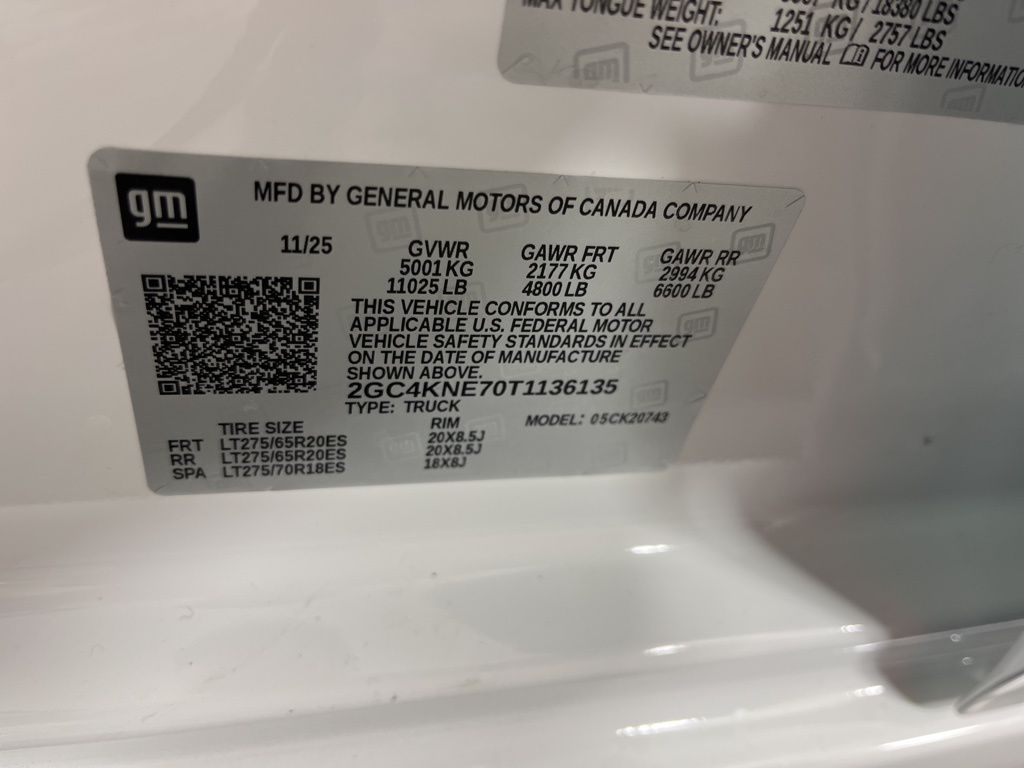 MAX TONGUE WEIGHT:
KG / 18380 LBS
1251 KG / 2757 LBS
SEE OWNER'S MANUAL FOR MORE INFORMATION
gm
MFD BY GENERAL MOTORS OF CANADA COMPANY
11/25 GVWR GAWR FRT GAWR RR
5001 KG 2177 KG 2994 KG
11025 LB 4800 LB 6600 LB
THIS VEHICLE CONFORMS TO ALL
APPLICABLE U.S. FEDERAL MOTOR
VEHICLE SAFETY STANDARDS IN EFFECT
ON THE DATE OF MANUFACTURE
SHOWN ABOVE.
2GC4KNE70T1136135
TYPE: TRUCK MODEL: 05CK20743
TIRE SIZE RIM
FRT LT275/65R20ES 20X8.5J
RR LT275/65R20ES 20X8.5J
SPA LT275/70R18ES 18X8J